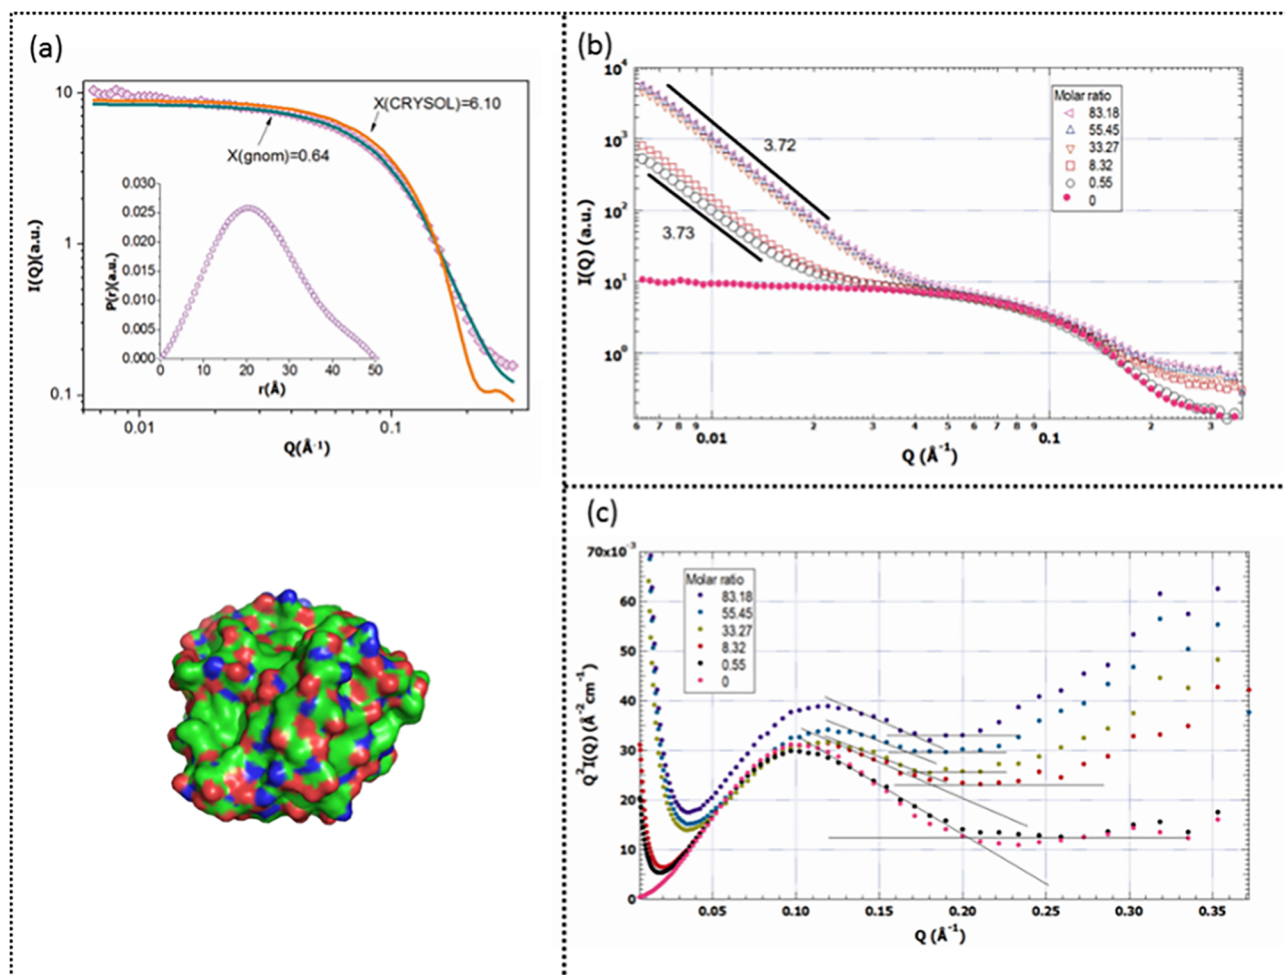 (a)
X(CRYSOL)=6.10
X(gnom)=0.64
I(Q)(a.u.)
10
1
0.1
0.01
0.1
Q(Å⁻¹)
P(r)(a.u.)
0.030
0.025
0.020
0.015
0.010
0.005
0.000
0 10 20 30 40 50
r(Å)
(b)
I(Q) (a.u.)
10⁴
10³
10²
10¹
10⁰
3.72
3.73
Molar ratio
83.18
55.45
33.27
8.32
0.55
0
6 7 8 9 0.01 2 3 4 5 6 7 8 9 0.1 2 3
Q (Å⁻¹)
(c)
Q²I(Q) (Å⁻²cm⁻¹)
70x10⁻³
60
50
40
30
20
10
0
Molar ratio
83.18
55.45
33.27
8.32
0.55
0
0.05 0.10 0.15 0.20 0.25 0.30 0.35
Q (Å⁻¹)